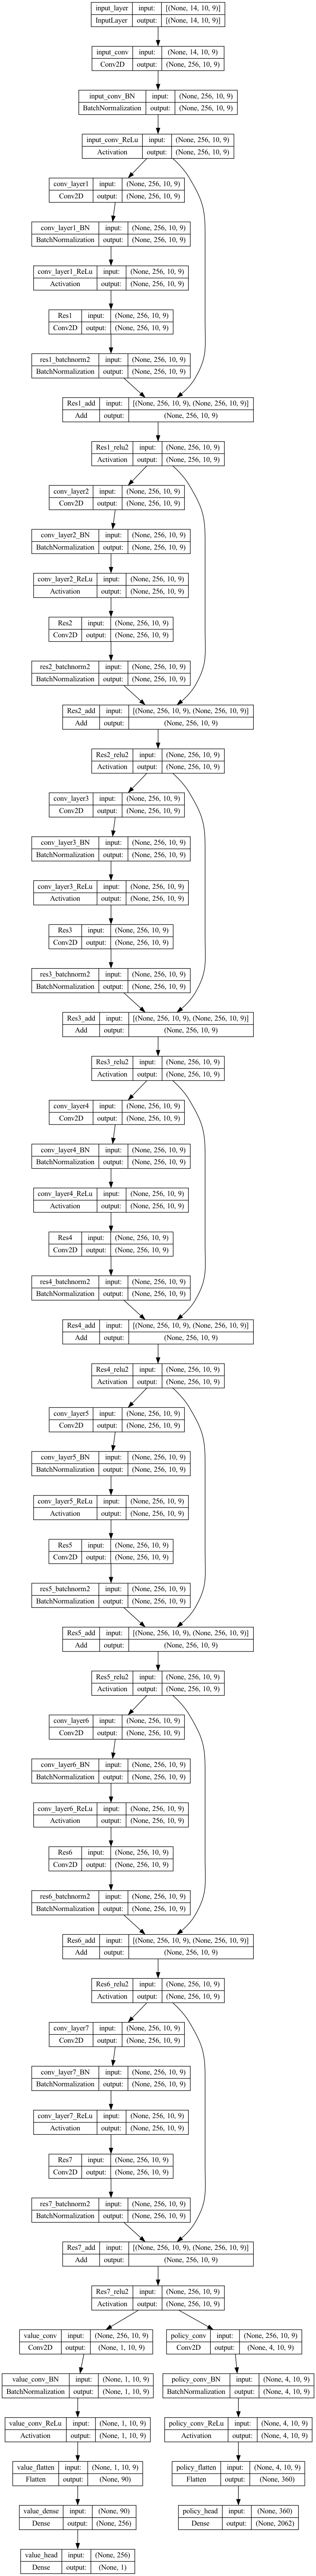 input_layer input: [(None, 14, 10, 9)]
InputLayer output: [(None, 14, 10, 9)]
input_conv input: (None, 14, 10, 9)
Conv2D output: (None, 256, 10, 9)
input_conv_BN input: (None, 256, 10, 9)
BatchNormalization output: (None, 256, 10, 9)
input_conv_ReLu input: (None, 256, 10, 9)
Activation output: (None, 256, 10, 9)
conv_layer1 input: (None, 256, 10, 9)
Conv2D output: (None, 256, 10, 9)
conv_layer1_BN input: (None, 256, 10, 9)
BatchNormalization output: (None, 256, 10, 9)
conv_layer1_ReLu input: (None, 256, 10, 9)
Activation output: (None, 256, 10, 9)
Res1 input: (None, 256, 10, 9)
Conv2D output: (None, 256, 10, 9)
res1_batchnorm2 input: (None, 256, 10, 9)
BatchNormalization output: (None, 256, 10, 9)
Res1_add input: [(None, 256, 10, 9), (None, 256, 10, 9)]
Add output: (None, 256, 10, 9)
Res1_relu2 input: (None, 256, 10, 9)
Activation output: (None, 256, 10, 9)
conv_layer2 input: (None, 256, 10, 9)
Conv2D output: (None, 256, 10, 9)
conv_layer2_BN input: (None, 256, 10, 9)
BatchNormalization output: (None, 256, 10, 9)
conv_layer2_ReLu input: (None, 256, 10, 9)
Activation output: (None, 256, 10, 9)
Res2 input: (None, 256, 10, 9)
Conv2D output: (None, 256, 10, 9)
res2_batchnorm2 input: (None, 256, 10, 9)
BatchNormalization output: (None, 256, 10, 9)
Res2_add input: [(None, 256, 10, 9), (None, 256, 10, 9)]
Add output: (None, 256, 10, 9)
Res2_relu2 input: (None, 256, 10, 9)
Activation output: (None, 256, 10, 9)
conv_layer3 input: (None, 256, 10, 9)
Conv2D output: (None, 256, 10, 9)
conv_layer3_BN input: (None, 256, 10, 9)
BatchNormalization output: (None, 256, 10, 9)
conv_layer3_ReLu input: (None, 256, 10, 9)
Activation output: (None, 256, 10, 9)
Res3 input: (None, 256, 10, 9)
Conv2D output: (None, 256, 10, 9)
res3_batchnorm2 input: (None, 256, 10, 9)
BatchNormalization output: (None, 256, 10, 9)
Res3_add input: [(None, 256, 10, 9), (None, 256, 10, 9)]
Add output: (None, 256, 10, 9)
Res3_relu2 input: (None, 256, 10, 9)
Activation output: (None, 256, 10, 9)
conv_layer4 input: (None, 256, 10, 9)
Conv2D output: (None, 256, 10, 9)
conv_layer4_BN input: (None, 256, 10, 9)
BatchNormalization output: (None, 256, 10, 9)
conv_layer4_ReLu input: (None, 256, 10, 9)
Activation output: (None, 256, 10, 9)
Res4 input: (None, 256, 10, 9)
Conv2D output: (None, 256, 10, 9)
res4_batchnorm2 input: (None, 256, 10, 9)
BatchNormalization output: (None, 256, 10, 9)
Res4_add input: [(None, 256, 10, 9), (None, 256, 10, 9)]
Add output: (None, 256, 10, 9)
Res4_relu2 input: (None, 256, 10, 9)
Activation output: (None, 256, 10, 9)
conv_layer5 input: (None, 256, 10, 9)
Conv2D output: (None, 256, 10, 9)
conv_layer5_BN input: (None, 256, 10, 9)
BatchNormalization output: (None, 256, 10, 9)
conv_layer5_ReLu input: (None, 256, 10, 9)
Activation output: (None, 256, 10, 9)
Res5 input: (None, 256, 10, 9)
Conv2D output: (None, 256, 10, 9)
res5_batchnorm2 input: (None, 256, 10, 9)
BatchNormalization output: (None, 256, 10, 9)
Res5_add input: [(None, 256, 10, 9), (None, 256, 10, 9)]
Add output: (None, 256, 10, 9)
Res5_relu2 input: (None, 256, 10, 9)
Activation output: (None, 256, 10, 9)
conv_layer6 input: (None, 256, 10, 9)
Conv2D output: (None, 256, 10, 9)
conv_layer6_BN input: (None, 256, 10, 9)
BatchNormalization output: (None, 256, 10, 9)
conv_layer6_ReLu input: (None, 256, 10, 9)
Activation output: (None, 256, 10, 9)
Res6 input: (None, 256, 10, 9)
Conv2D output: (None, 256, 10, 9)
res6_batchnorm2 input: (None, 256, 10, 9)
BatchNormalization output: (None, 256, 10, 9)
Res6_add input: [(None, 256, 10, 9), (None, 256, 10, 9)]
Add output: (None, 256, 10, 9)
Res6_relu2 input: (None, 256, 10, 9)
Activation output: (None, 256, 10, 9)
conv_layer7 input: (None, 256, 10, 9)
Conv2D output: (None, 256, 10, 9)
conv_layer7_BN input: (None, 256, 10, 9)
BatchNormalization output: (None, 256, 10, 9)
conv_layer7_ReLu input: (None, 256, 10, 9)
Activation output: (None, 256, 10, 9)
Res7 input: (None, 256, 10, 9)
Conv2D output: (None, 256, 10, 9)
res7_batchnorm2 input: (None, 256, 10, 9)
BatchNormalization output: (None, 256, 10, 9)
Res7_add input: [(None, 256, 10, 9), (None, 256, 10, 9)]
Add output: (None, 256, 10, 9)
Res7_relu2 input: (None, 256, 10, 9)
Activation output: (None, 256, 10, 9)
value_conv input: (None, 256, 10, 9)
Conv2D output: (None, 1, 10, 9)
policy_conv input: (None, 256, 10, 9)
Conv2D output: (None, 4, 10, 9)
value_conv_BN input: (None, 1, 10, 9)
BatchNormalization output: (None, 1, 10, 9)
policy_conv_BN input: (None, 4, 10, 9)
BatchNormalization output: (None, 4, 10, 9)
value_conv_ReLu input: (None, 1, 10, 9)
Activation output: (None, 1, 10, 9)
policy_conv_ReLu input: (None, 4, 10, 9)
Activation output: (None, 4, 10, 9)
value_flatten input: (None, 1, 10, 9)
Flatten output: (None, 90)
policy_flatten input: (None, 4, 10, 9)
Flatten output: (None, 360)
value_dense input: (None, 90)
Dense output: (None, 256)
policy_head input: (None, 360)
Dense output: (None, 2062)
value_head input: (None, 256)
Dense output: (None, 1)